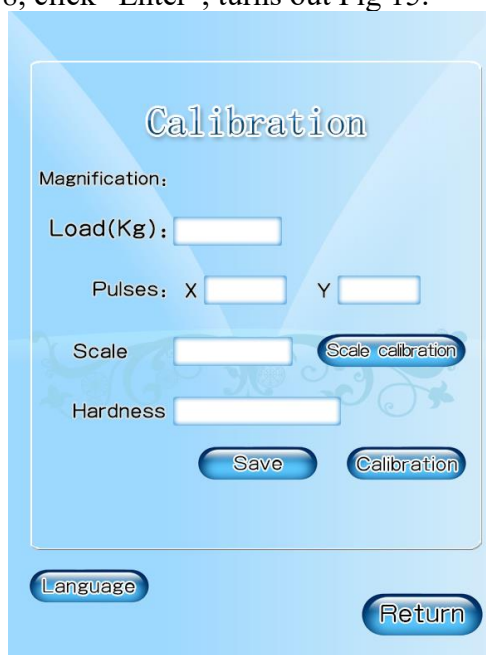 8, click "Enter", turns out Fig 15.
Calibration
Magnification:
Load(Kg):
Pulses: X Y
Scale Scale calibration
Hardness
Save Calibration
Language
Return